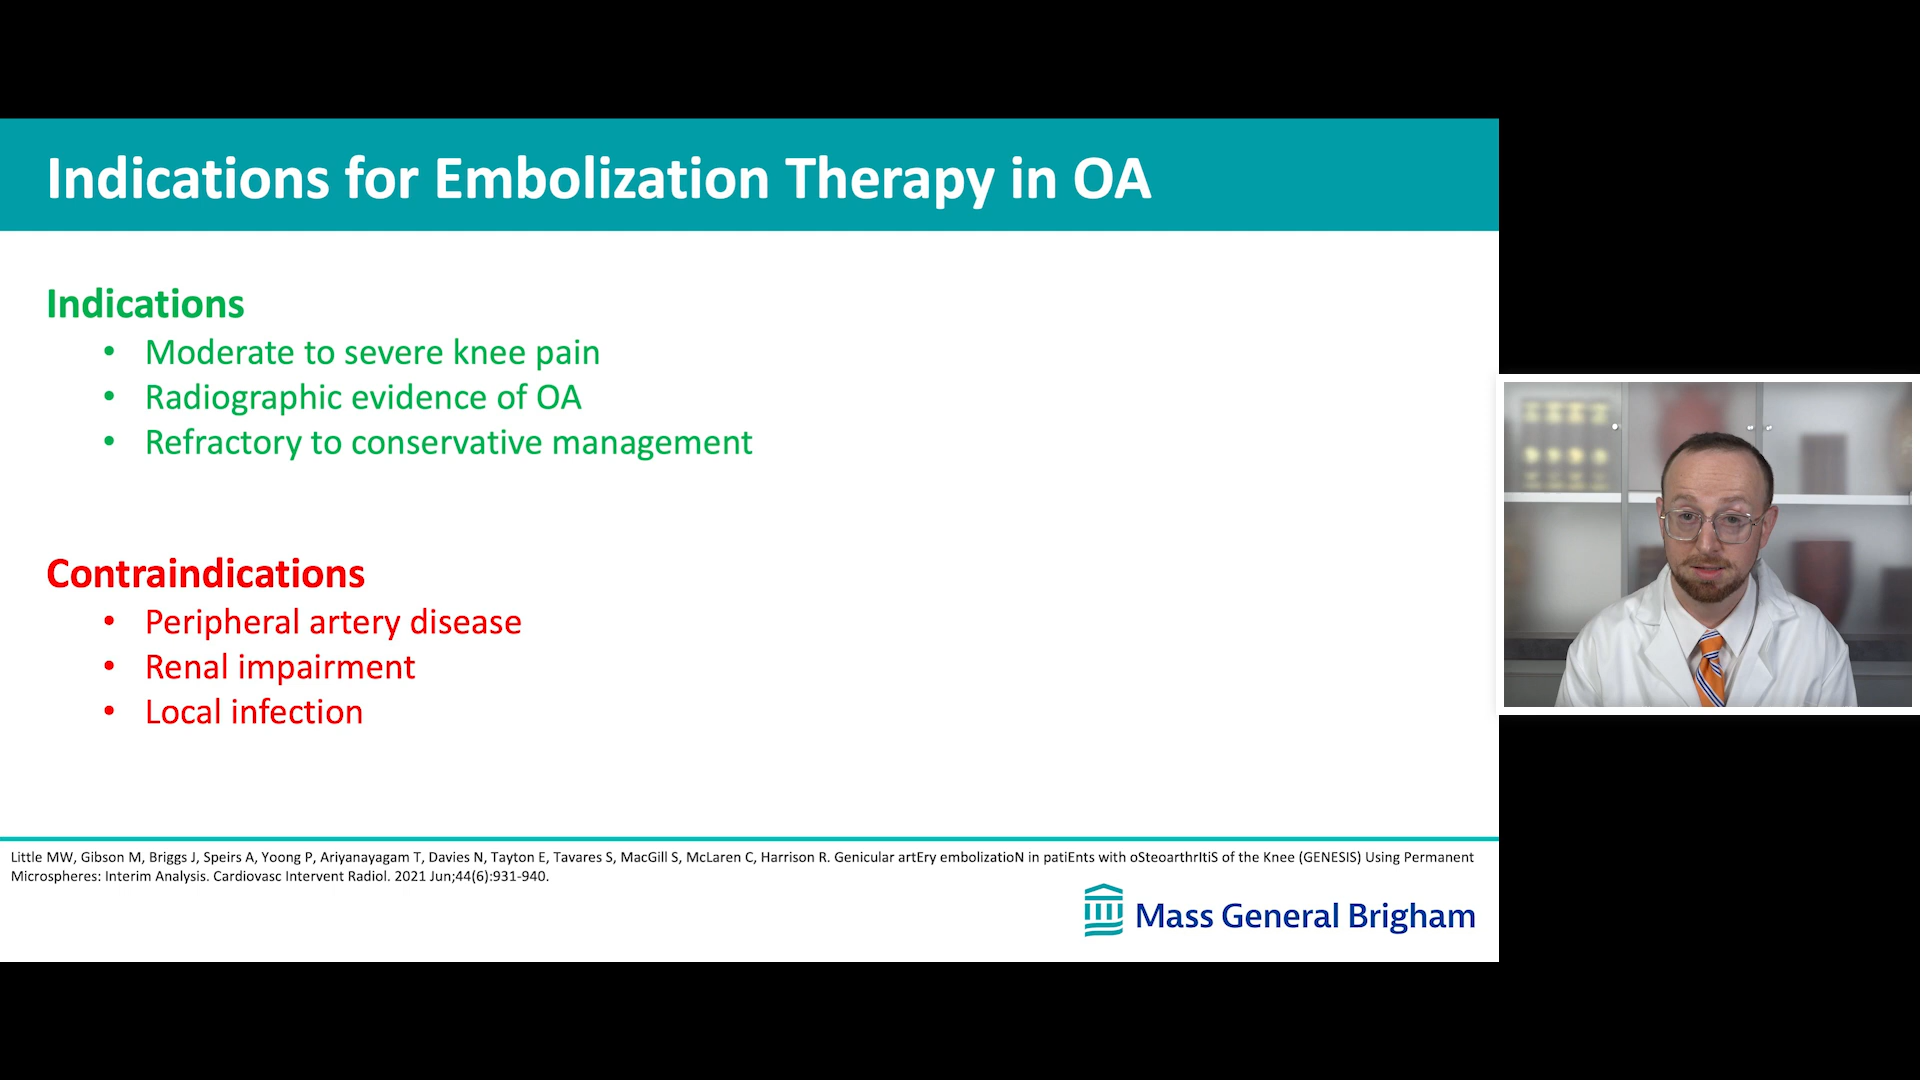 Indications for Embolization Therapy in OA
Indications
• Moderate to severe knee pain
• Radiographic evidence of OA
• Refractory to conservative management
Contraindications
• Peripheral artery disease
• Renal impairment
• Local infection
Little MW, Gibson M, Briggs J, Speirs A, Yoong P, Ariyanayagam T, Davies N, Tayton E, Tavares S, MacGill S, McLaren C, Harrison R. Genicular artEry embolizatioN in patiEnts with oSteoarthrItiS of the Knee (GENESIS) Using Permanent
Microspheres: Interim Analysis. Cardiovasc Intervent Radiol. 2021 Jun;44(6):931-940.
Mass General Brigham